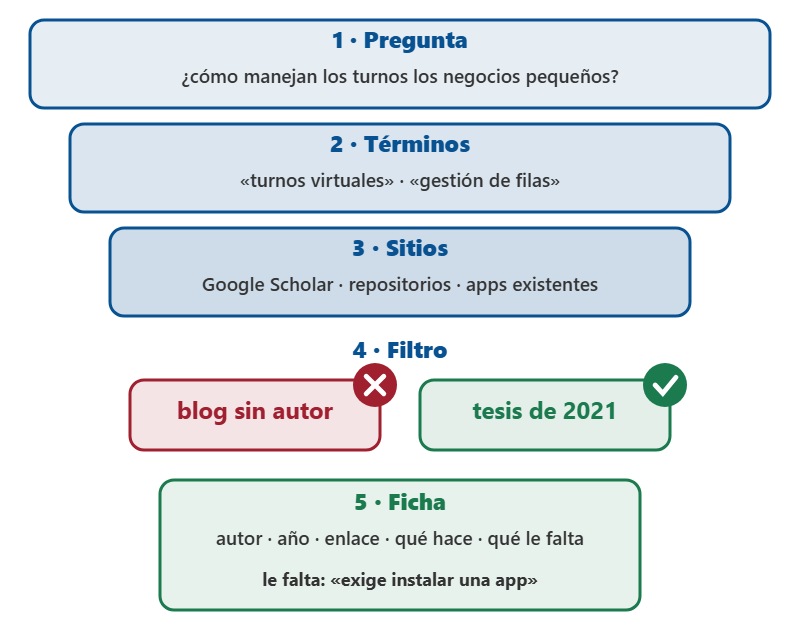 1 · Pregunta
¿cómo manejan los turnos los negocios pequeños?
2 · Términos
«turnos virtuales» · «gestión de filas»
3 · Sitios
Google Scholar · repositorios · apps existentes
4 · Filtro
blog sin autor
tesis de 2021
5 · Ficha
autor · año · enlace · qué hace · qué le falta
le falta: «exige instalar una app»